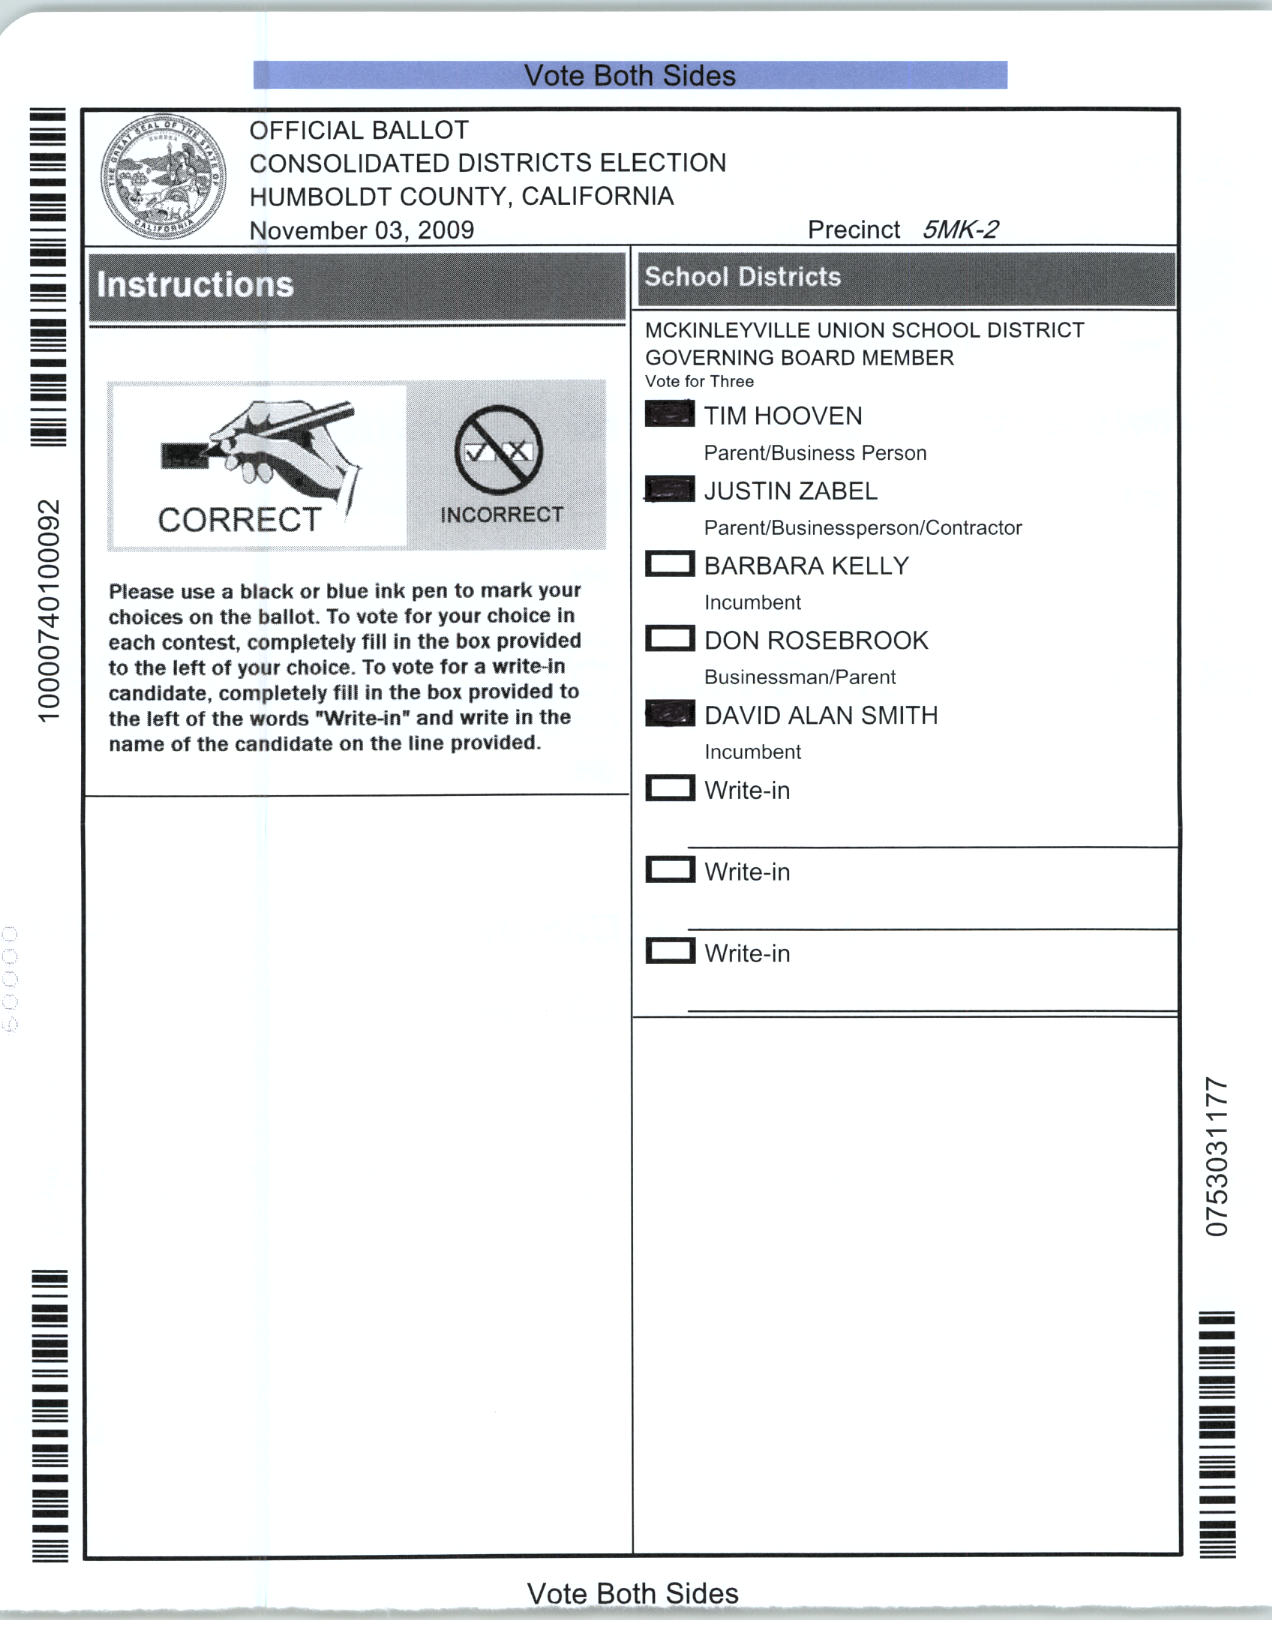 Vote Both Sides
OFFICIAL BALLOT
CONSOLIDATED DISTRICTS ELECTION
HUMBOLDT COUNTY, CALIFORNIA
November 03, 2009
Precinct 5MK-2
THE GREAT SEAL OF THE STATE OF CALIFORNIA
EUREKA
Instructions
CORRECT
INCORRECT
Please use a black or blue ink pen to mark your
choices on the ballot. To vote for your choice in
each contest, completely fill in the box provided
to the left of your choice. To vote for a write-in
candidate, completely fill in the box provided to
the left of the words "Write-in" and write in the
name of the candidate on the line provided.
School Districts
MCKINLEYVILLE UNION SCHOOL DISTRICT
GOVERNING BOARD MEMBER
Vote for Three
TIM HOOVEN
Parent/Business Person
JUSTIN ZABEL
Parent/Businessperson/Contractor
BARBARA KELLY
Incumbent
DON ROSEBROOK
Businessman/Parent
DAVID ALAN SMITH
Incumbent
Write-in
Write-in
Write-in
10000740100092
0753031177
Vote Both Sides